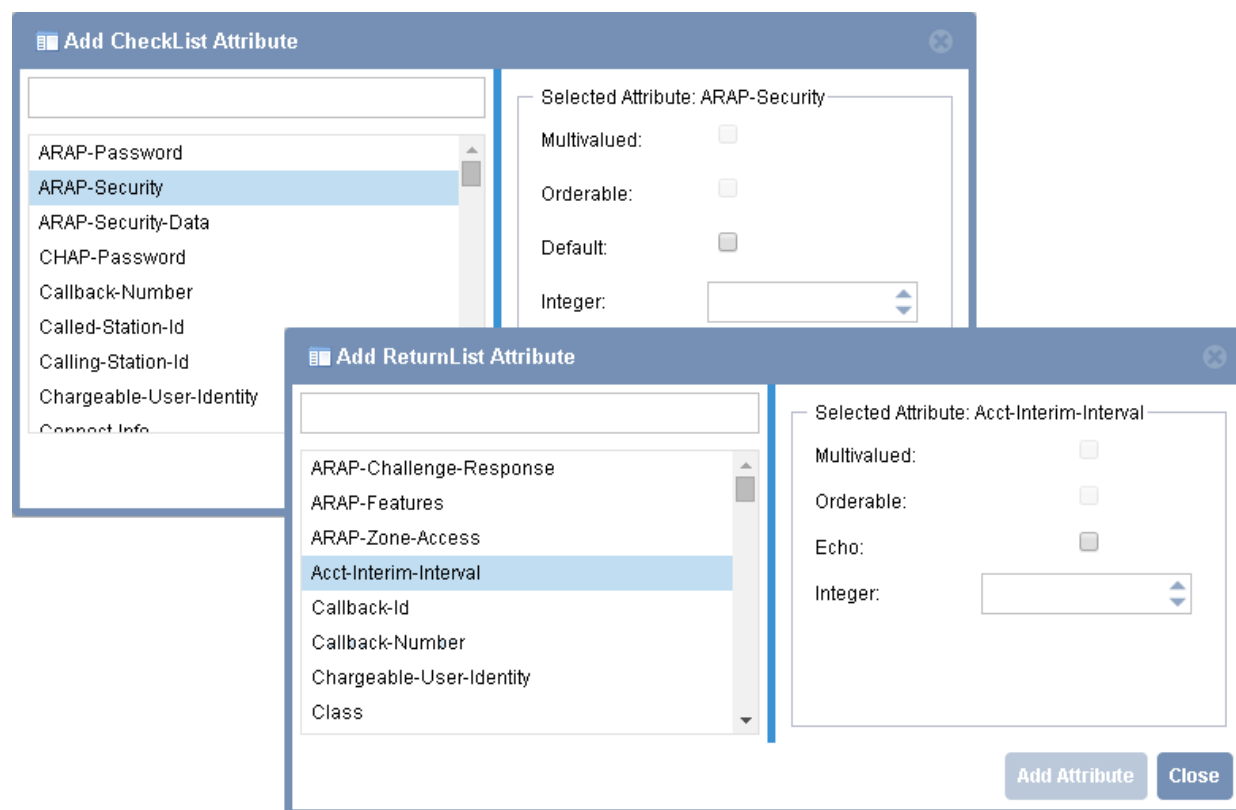 Add CheckList Attribute
ARAP-Password
ARAP-Security
ARAP-Security-Data
CHAP-Password
Callback-Number
Called-Station-Id
Calling-Station-Id
Chargeable-User-Identity
Connect Info
Selected Attribute: ARAP-Security
Multivalued:
Orderable:
Default:
Integer:
Add ReturnList Attribute
ARAP-Challenge-Response
ARAP-Features
ARAP-Zone-Access
Acct-Interim-Interval
Callback-Id
Callback-Number
Chargeable-User-Identity
Class
Selected Attribute: Acct-Interim-Interval
Multivalued:
Orderable:
Echo:
Integer:
Add Attribute
Close